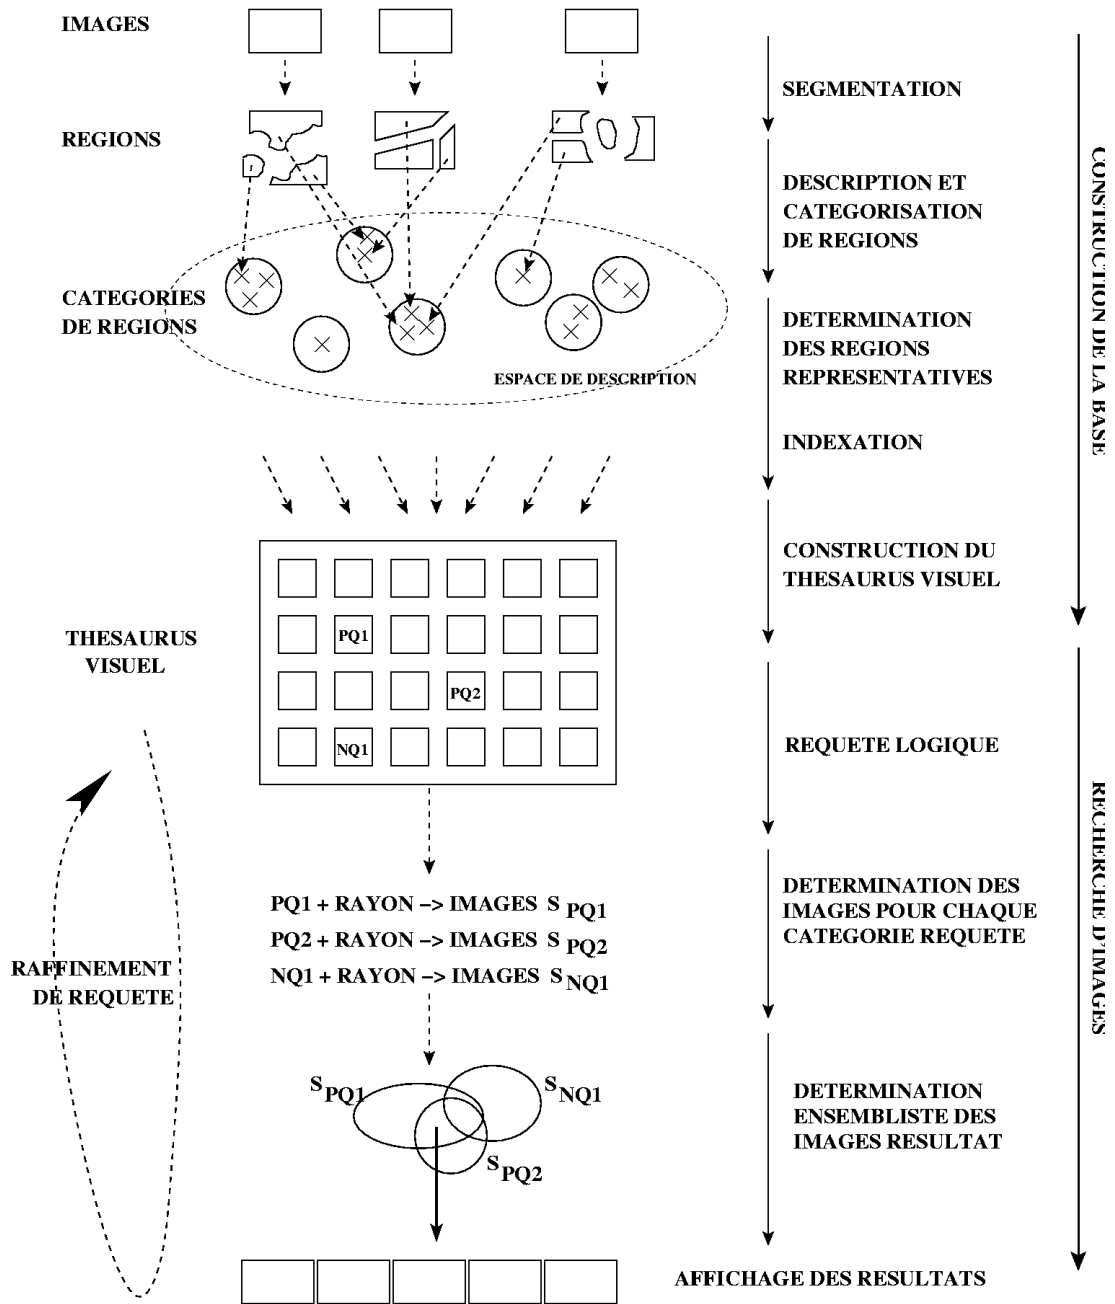 IMAGES
SEGMENTATION
REGIONS
DESCRIPTION ET
CATEGORISATION
DE REGIONS
CATEGORIES
DE REGIONS
DETERMINATION
DES REGIONS
REPRESENTATIVES
ESPACE DE DESCRIPTION
INDEXATION
CONSTRUCTION DE LA BASE
CONSTRUCTION DU
THESAURUS VISUEL
THESAURUS
VISUEL
PQ1
PQ2
NQ1
REQUETE LOGIQUE
PQ1 + RAYON –> IMAGES S PQ1
PQ2 + RAYON –> IMAGES S PQ2
NQ1 + RAYON –> IMAGES S NQ1
DETERMINATION DES
IMAGES POUR CHAQUE
CATEGORIE REQUETE
RECHERCHE D'IMAGES
RAFFINEMENT
DE REQUETE
S PQ1
S NQ1
S PQ2
DETERMINATION
ENSEMBLISTE DES
IMAGES RESULTAT
AFFICHAGE DES RESULTATS